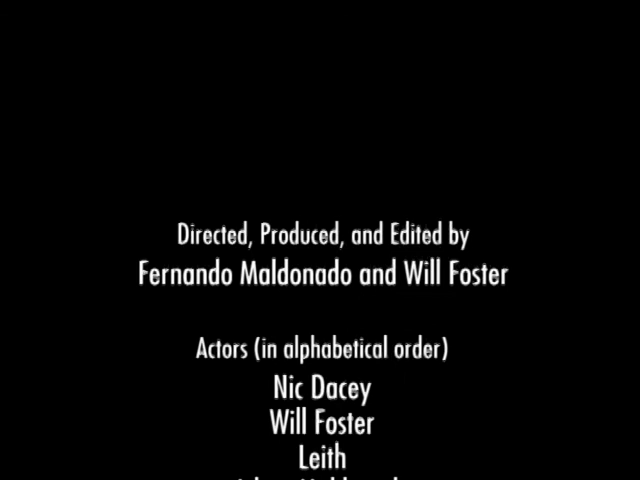 Directed, Produced, and Edited by
Fernando Maldonado and Will Foster
Actors (in alphabetical order)
Nic Dacey
Will Foster
Leith